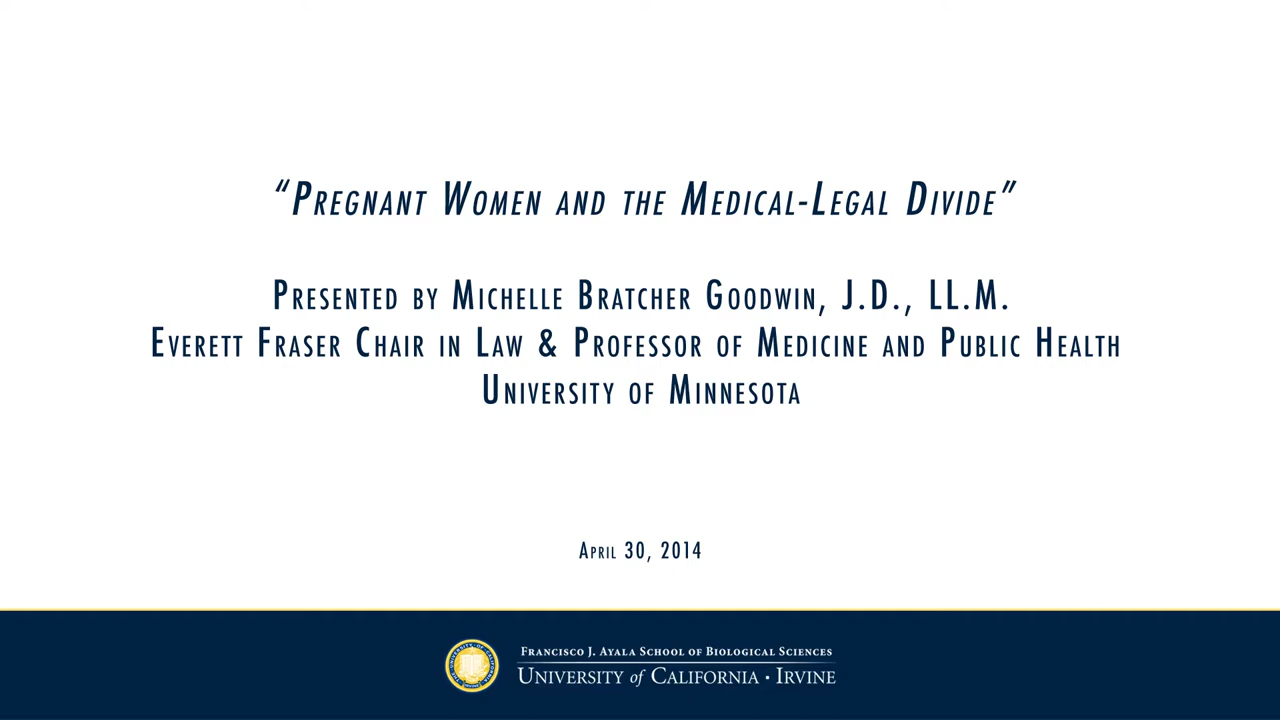 “Pregnant Women and the Medical-Legal Divide”
Presented by Michelle Bratcher Goodwin, J.D., LL.M.
Everett Fraser Chair in Law & Professor of Medicine and Public Health
University of Minnesota
April 30, 2014
Francisco J. Ayala School of Biological Sciences
University of California • Irvine